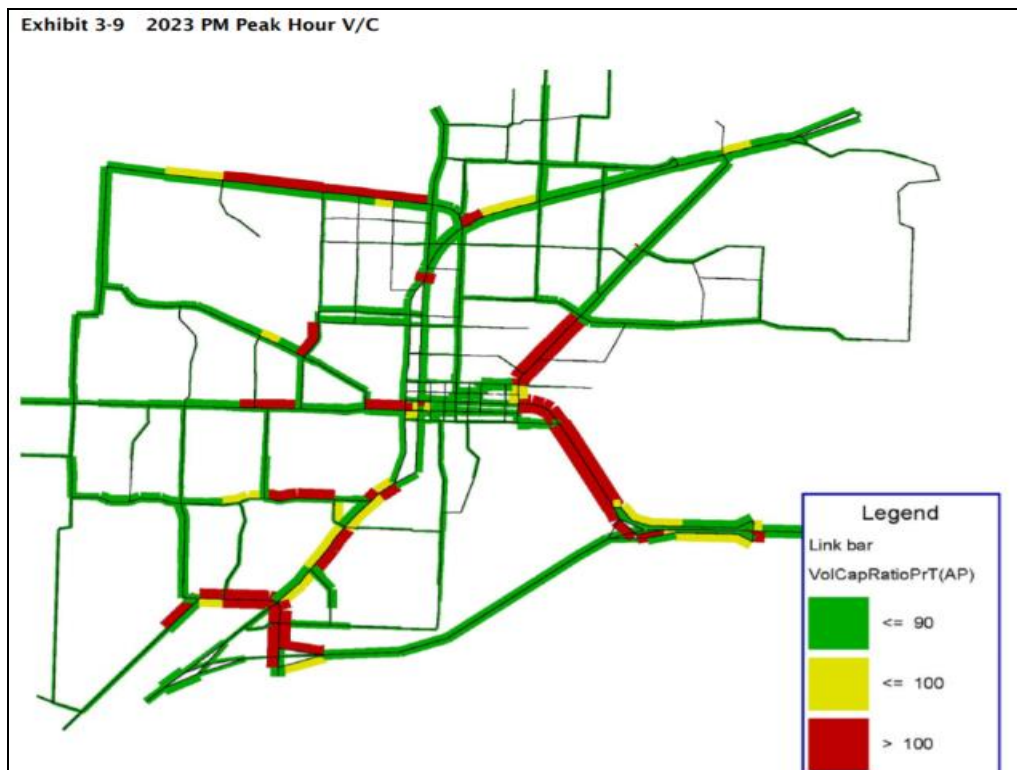 Exhibit 3-9 2023 PM Peak Hour V/C
Legend
Link bar
VolCapRatioPrT(AP)
<= 90
<= 100
> 100